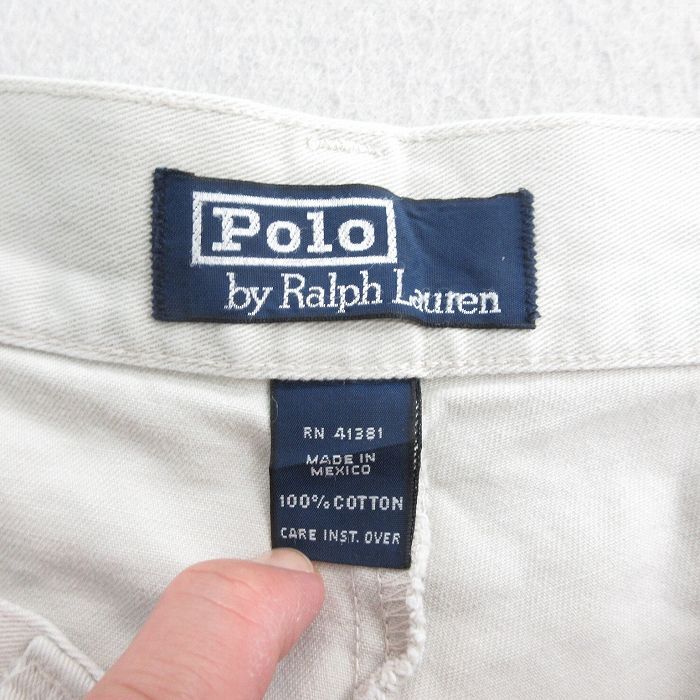 Polo
by Ralph Lauren
RN 41381
MADE IN
MEXICO
100% COTTON
CARE INST. OVER